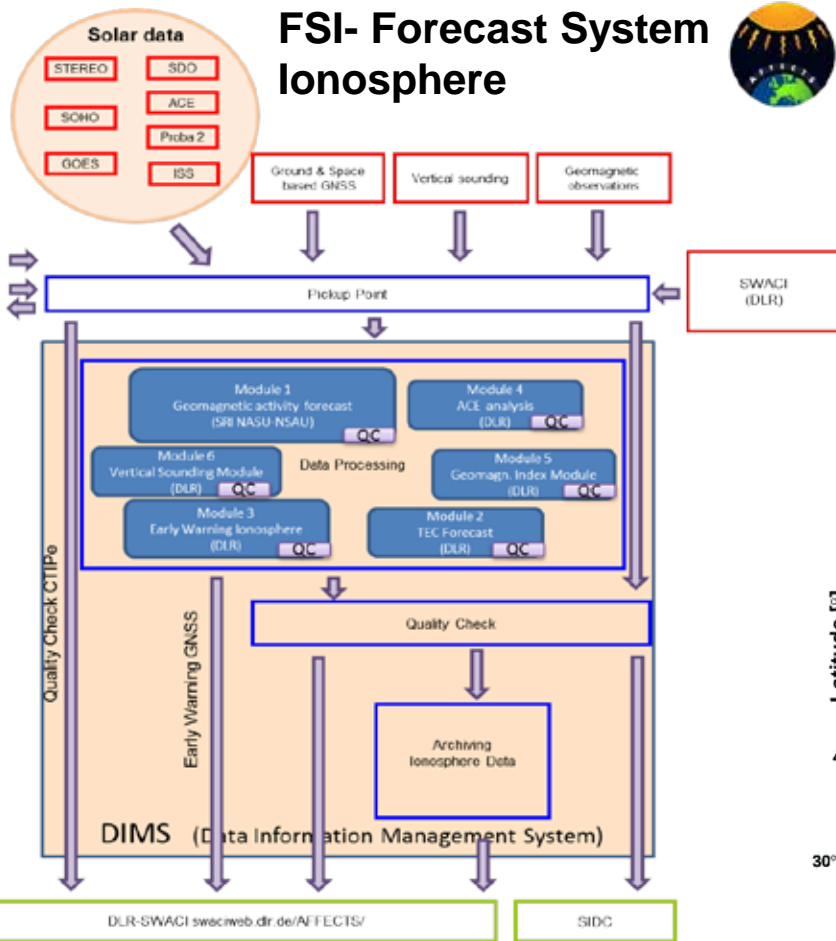 FSI- Forecast System
Ionosphere
AFFECTS
Solar data
STEREO
SDO
SOHO
ACE
Proba 2
GOES
ISS
Ground & Space
based GNSS
Vertical sounding
Geomagnetic
observations
Pickup Point
SWACI
(DLR)
Module 1
Geomagnetic activity forecast
(SRI NASU-NSAU)
QC
Module 4
ACE analysis
(DLR)
QC
Module 6
Vertical Sounding Module
(DLR)
QC
Data Processing
Module 5
Geomagn. Index Module
(DLR)
QC
Module 3
Early Warning Ionosphere
(DLR)
QC
Module 2
TEC Forecast
(DLR)
QC
Quality Check CTIPe
Early Warning GNSS
Quality Check
Archiving
Ionosphere Data
DIMS (Data Information Management System)
DLR-SWACI swaciweb.dlr.de/AFFECTS/
SIDC
Latitude [°]
30°